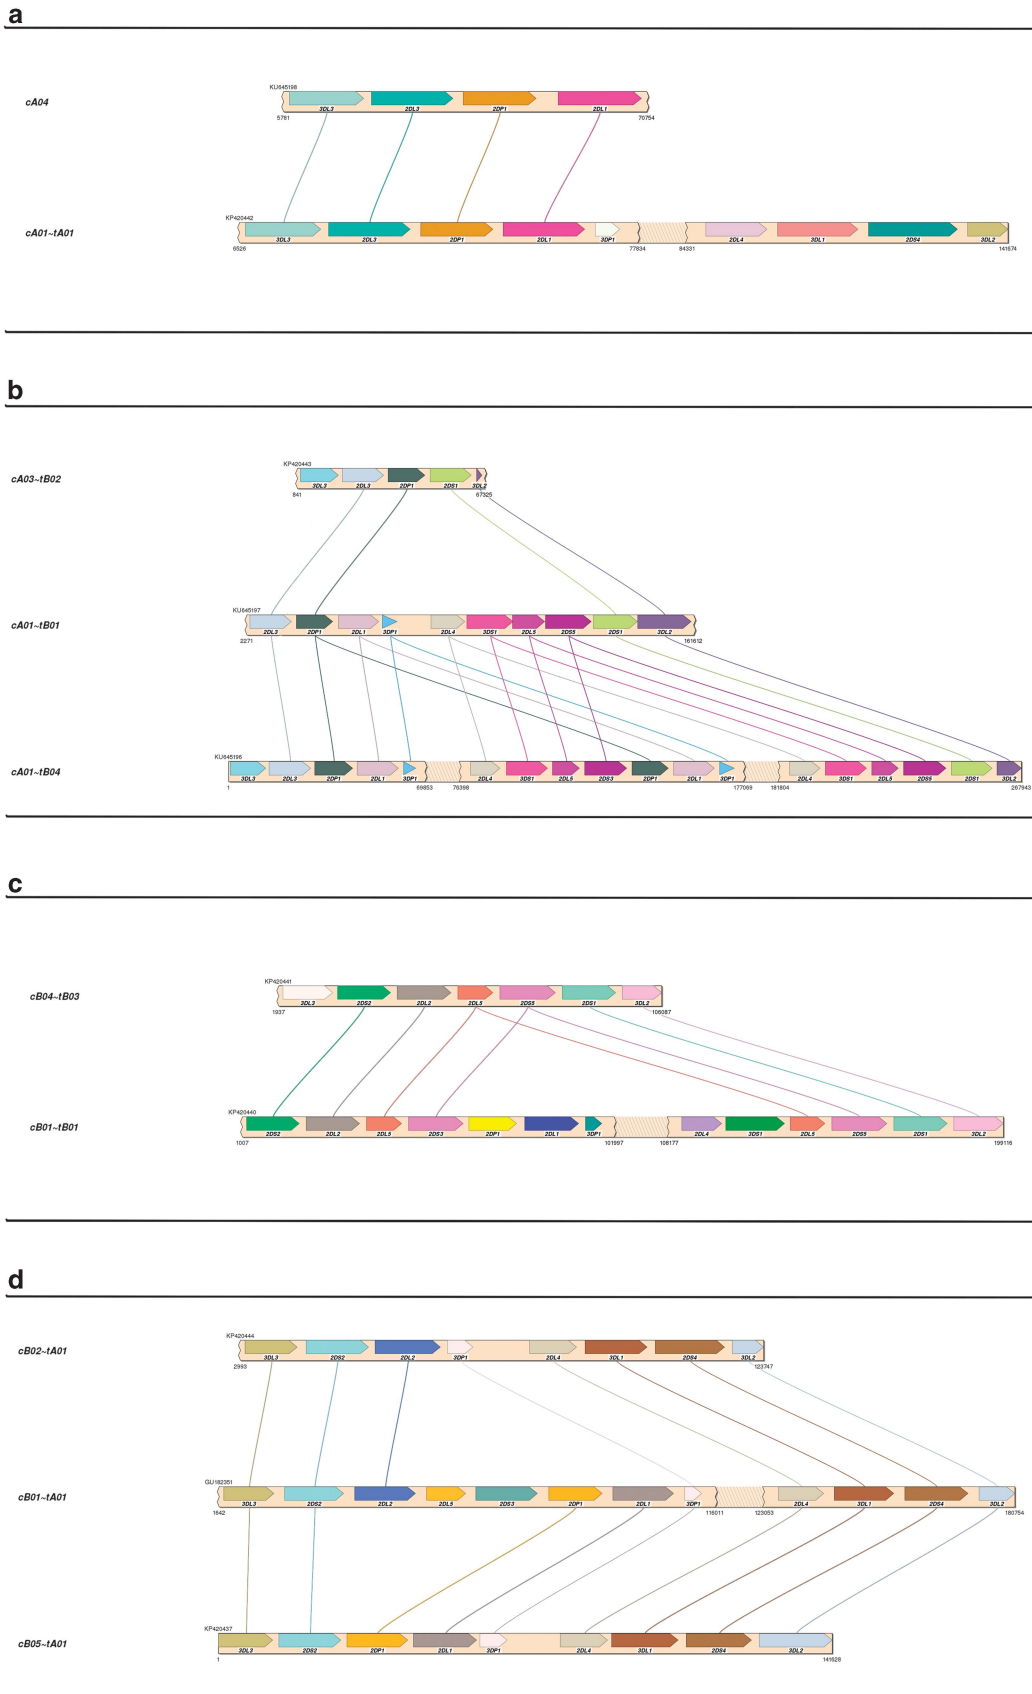 a
KU645198
cA04
3DL3 2DL3 2DP1 2DL1
5781 70754
KP420442
cA01~tA01
3DL3 2DL3 2DP1 2DL1 3DP1 2DL4 3DL1 2DS4 3DL2
6526 77834 84331 141674
b
KP420443
cA03~tB02
3DL3 2DL3 2DP1 2DS1 3DL2
841 67325
KU645197
cA01~tB01
2DL3 2DP1 2DL1 3DP1 2DL4 3DS1 2DL5 2DS5 2DS1 3DL2
2271 161612
KU645196
cA01~tB04
3DL3 2DL3 2DP1 2DL1 3DP1 2DL4 3DS1 2DL5 2DS3 2DP1 2DL1 3DP1 2DL4 3DS1 2DL5 2DS5 2DS1 3DL2
1 69853 76398 177069 181804 267943
c
KP420441
cB04~tB03
3DL3 2DS2 2DL2 2DL5 2DS5 2DS1 3DL2
1937 106087
KP420440
cB01~tB01
2DS2 2DL2 2DL5 2DS3 2DP1 2DL1 3DP1 2DL4 3DS1 2DL5 2DS5 2DS1 3DL2
1007 101997 108177 199116
d
KP420444
cB02~tA01
3DL3 2DS2 2DL2 3DP1 2DL4 3DL1 2DS4 3DL2
2993 123747
GU182351
cB01~tA01
3DL3 2DS2 2DL2 2DL5 2DS3 2DP1 2DL1 3DP1 2DL4 3DL1 2DS4 3DL2
1642 116011 123053 180754
KP420437
cB05~tA01
3DL3 2DS2 2DP1 2DL1 3DP1 2DL4 3DL1 2DS4 3DL2
1 141628